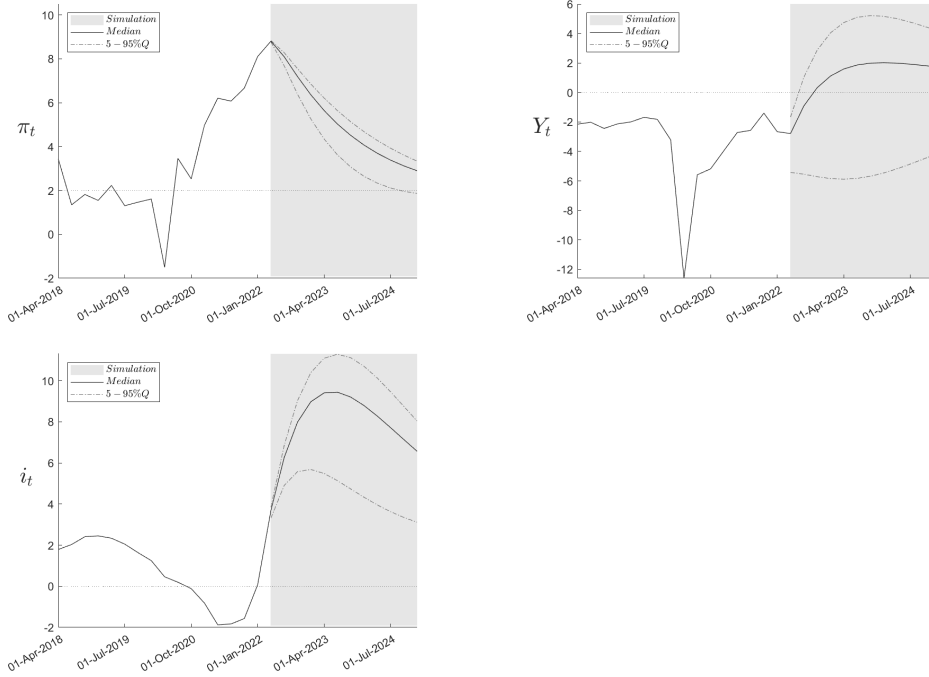 10
8
6
4
2
0
-2
π_t
Simulation
Median
5 − 95%Q
01-Apr-2018
01-Jul-2019
01-Oct-2020
01-Jan-2022
01-Apr-2023
01-Jul-2024
6
4
2
0
-2
-4
-6
-8
-10
-12
Y_t
Simulation
Median
5 − 95%Q
01-Apr-2018
01-Jul-2019
01-Oct-2020
01-Jan-2022
01-Apr-2023
01-Jul-2024
10
8
6
4
2
0
-2
i_t
Simulation
Median
5 − 95%Q
01-Apr-2018
01-Jul-2019
01-Oct-2020
01-Jan-2022
01-Apr-2023
01-Jul-2024